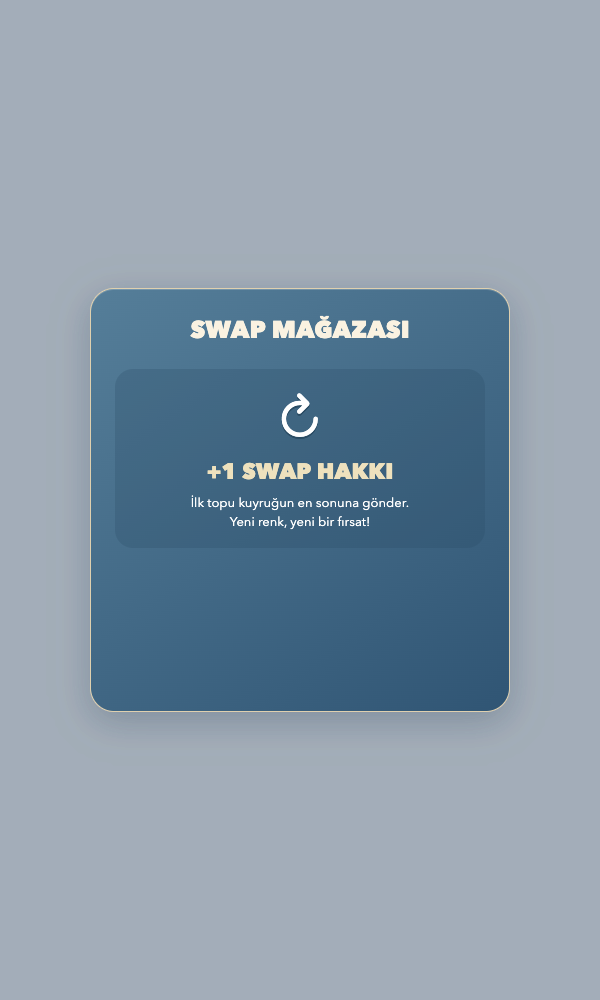 SWAP MAĞAZASI
+1 SWAP HAKKI
İlk topu kuyruğun en sonuna gönder.
Yeni renk, yeni bir fırsat!